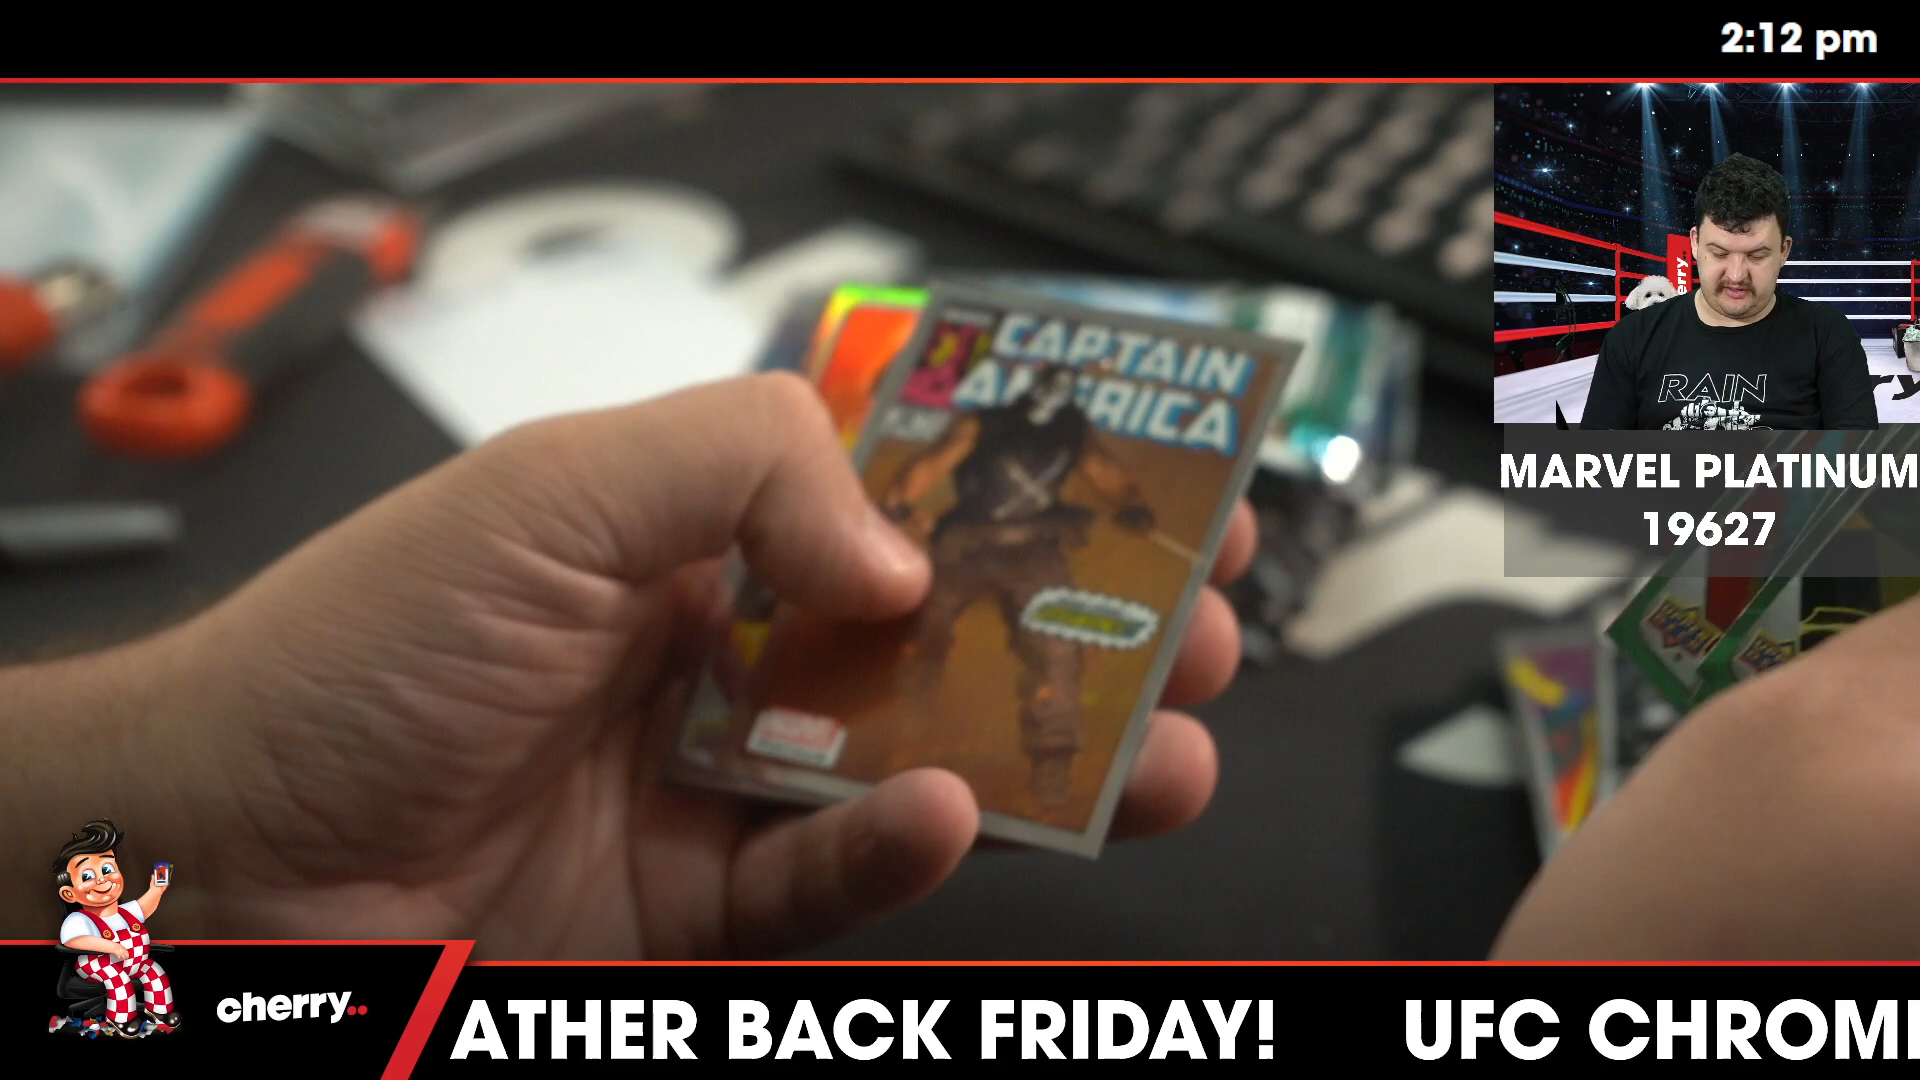 2:12 pm
CAPTAIN
AMERICA
RAIN
MARVEL PLATINUM
19627
cherry..
ATHER BACK FRIDAY!
UFC CHROM